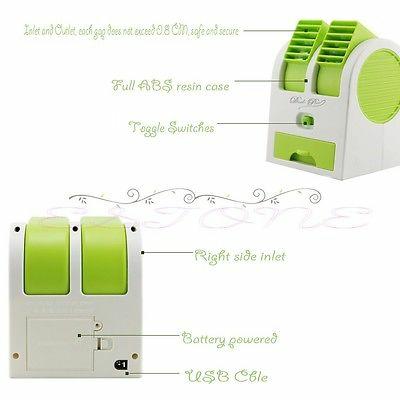 Inlet and Outlet, each gap does not exceed 0.8 CM, safe and secure
Full ABS resin case
Toggle Switches
ESTONE
Right side inlet
Battery powered
USB Cble